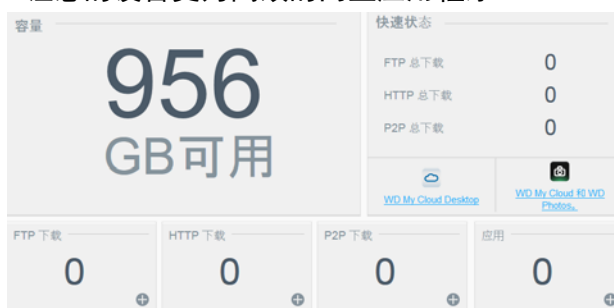 容量
956
GB可用
快速状态
FTP 总下载 0
HTTP 总下载 0
P2P 总下载 0
WD My Cloud Desktop
WD My Cloud 和 WD
Photos。
FTP 下载
0
HTTP 下载
0
P2P 下载
0
应用
0